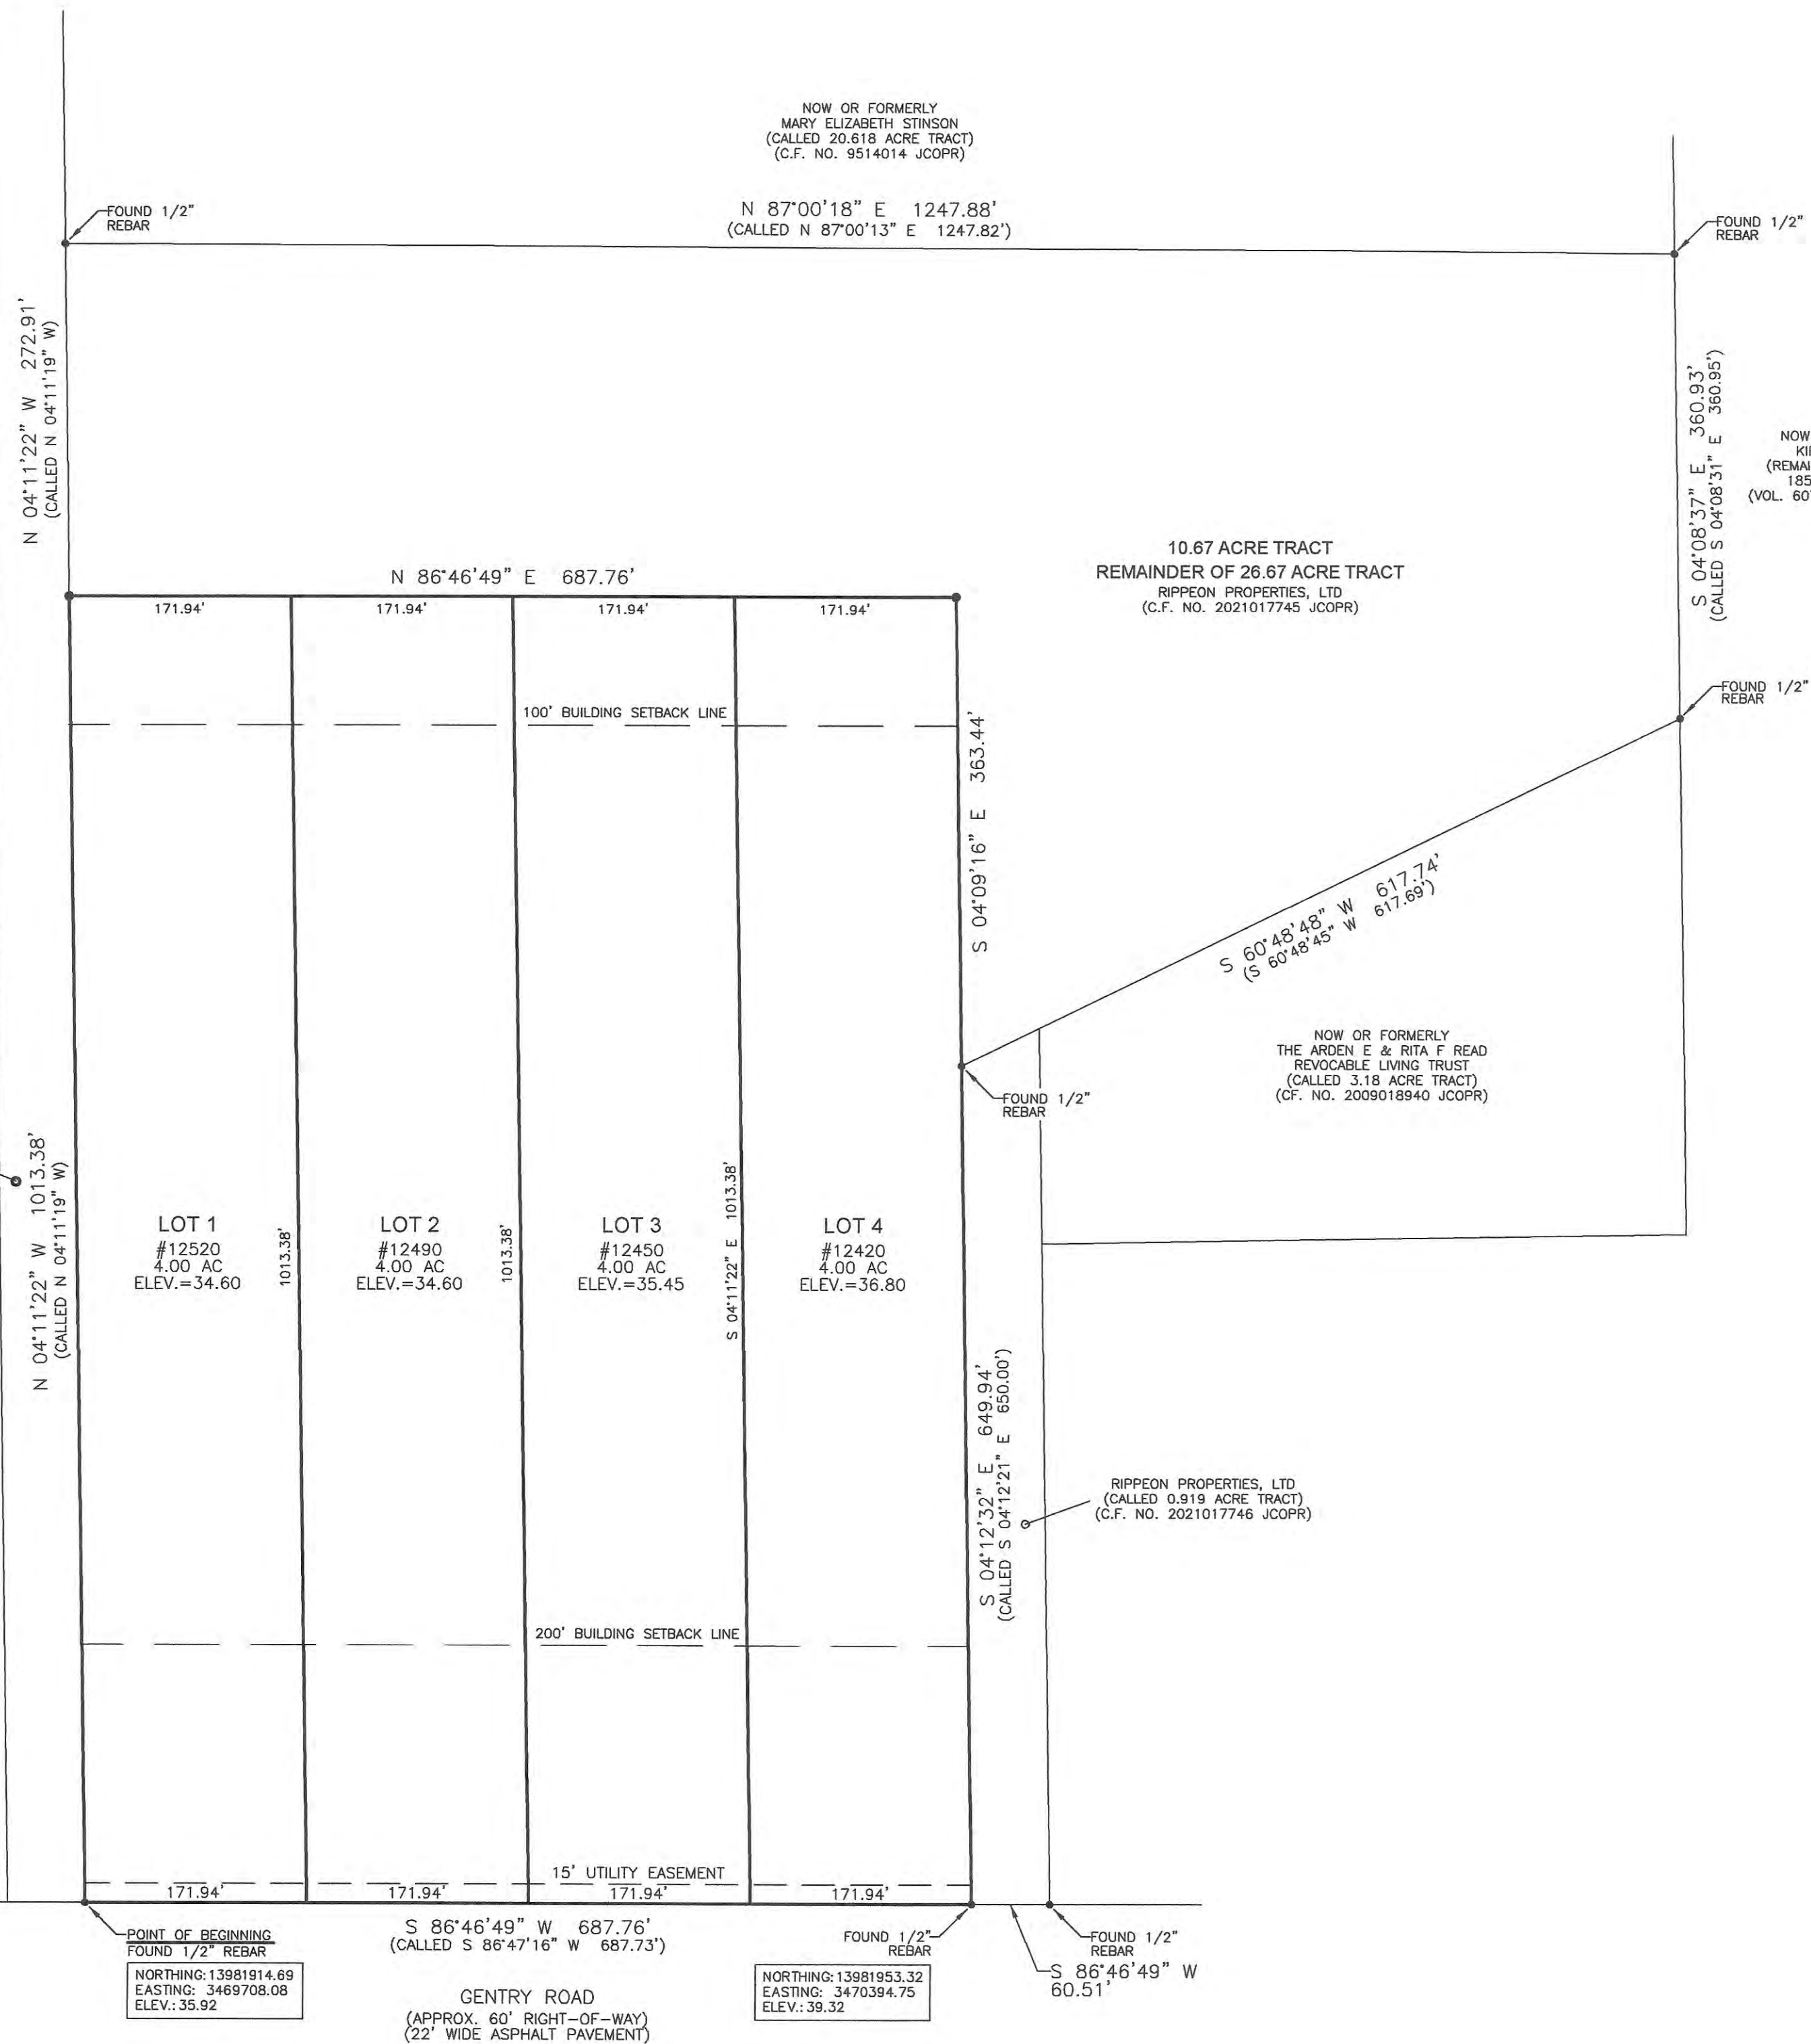 NOW OR FORMERLY
MARY ELIZABETH STINSON
(CALLED 20.618 ACRE TRACT)
(C.F. NO. 9514014 JCOPR)
FOUND 1/2"
REBAR
N 87°00'18" E 1247.88'
(CALLED N 87°00'13" E 1247.82')
FOUND 1/2"
REBAR
N 04°11'22" W 272.91'
(CALLED N 04°11'19" W)
S 04°08'37" E 360.93'
(CALLED S 04°08'31" E 360.95')
NOW
KI
(REMAI
185
(VOL. 60
10.67 ACRE TRACT
REMAINDER OF 26.67 ACRE TRACT
RIPPEON PROPERTIES, LTD
(C.F. NO. 2021017745 JCOPR)
N 86°46'49" E 687.76'
171.94'
171.94'
171.94'
171.94'
FOUND 1/2"
REBAR
100' BUILDING SETBACK LINE
S 04°09'16" E 363.44'
S 60°48'48" W 617.74'
(S 60°48'45" W 617.69')
NOW OR FORMERLY
THE ARDEN E & RITA F READ
REVOCABLE LIVING TRUST
(CALLED 3.18 ACRE TRACT)
(CF. NO. 2009018940 JCOPR)
FOUND 1/2"
REBAR
N 04°11'22" W 1013.38'
(CALLED N 04°11'19" W)
LOT 1
#12520
4.00 AC
ELEV.=34.60
1013.38'
LOT 2
#12490
4.00 AC
ELEV.=34.60
1013.38'
LOT 3
#12450
4.00 AC
ELEV.=35.45
S 04°11'22" E 1013.38'
LOT 4
#12420
4.00 AC
ELEV.=36.80
S 04°12'32" E 649.94'
(CALLED S 04°12'21" E 650.00')
RIPPEON PROPERTIES, LTD
(CALLED 0.919 ACRE TRACT)
(C.F. NO. 2021017746 JCOPR)
200' BUILDING SETBACK LINE
15' UTILITY EASEMENT
171.94'
171.94'
171.94'
171.94'
POINT OF BEGINNING
FOUND 1/2" REBAR
NORTHING: 13981914.69
EASTING: 3469708.08
ELEV.: 35.92
S 86°46'49" W 687.76'
(CALLED S 86°47'16" W 687.73')
GENTRY ROAD
(APPROX. 60' RIGHT-OF-WAY)
(22' WIDE ASPHALT PAVEMENT)
FOUND 1/2"
REBAR
NORTHING: 13981953.32
EASTING: 3470394.75
ELEV.: 39.32
FOUND 1/2"
REBAR
S 86°46'49" W
60.51'